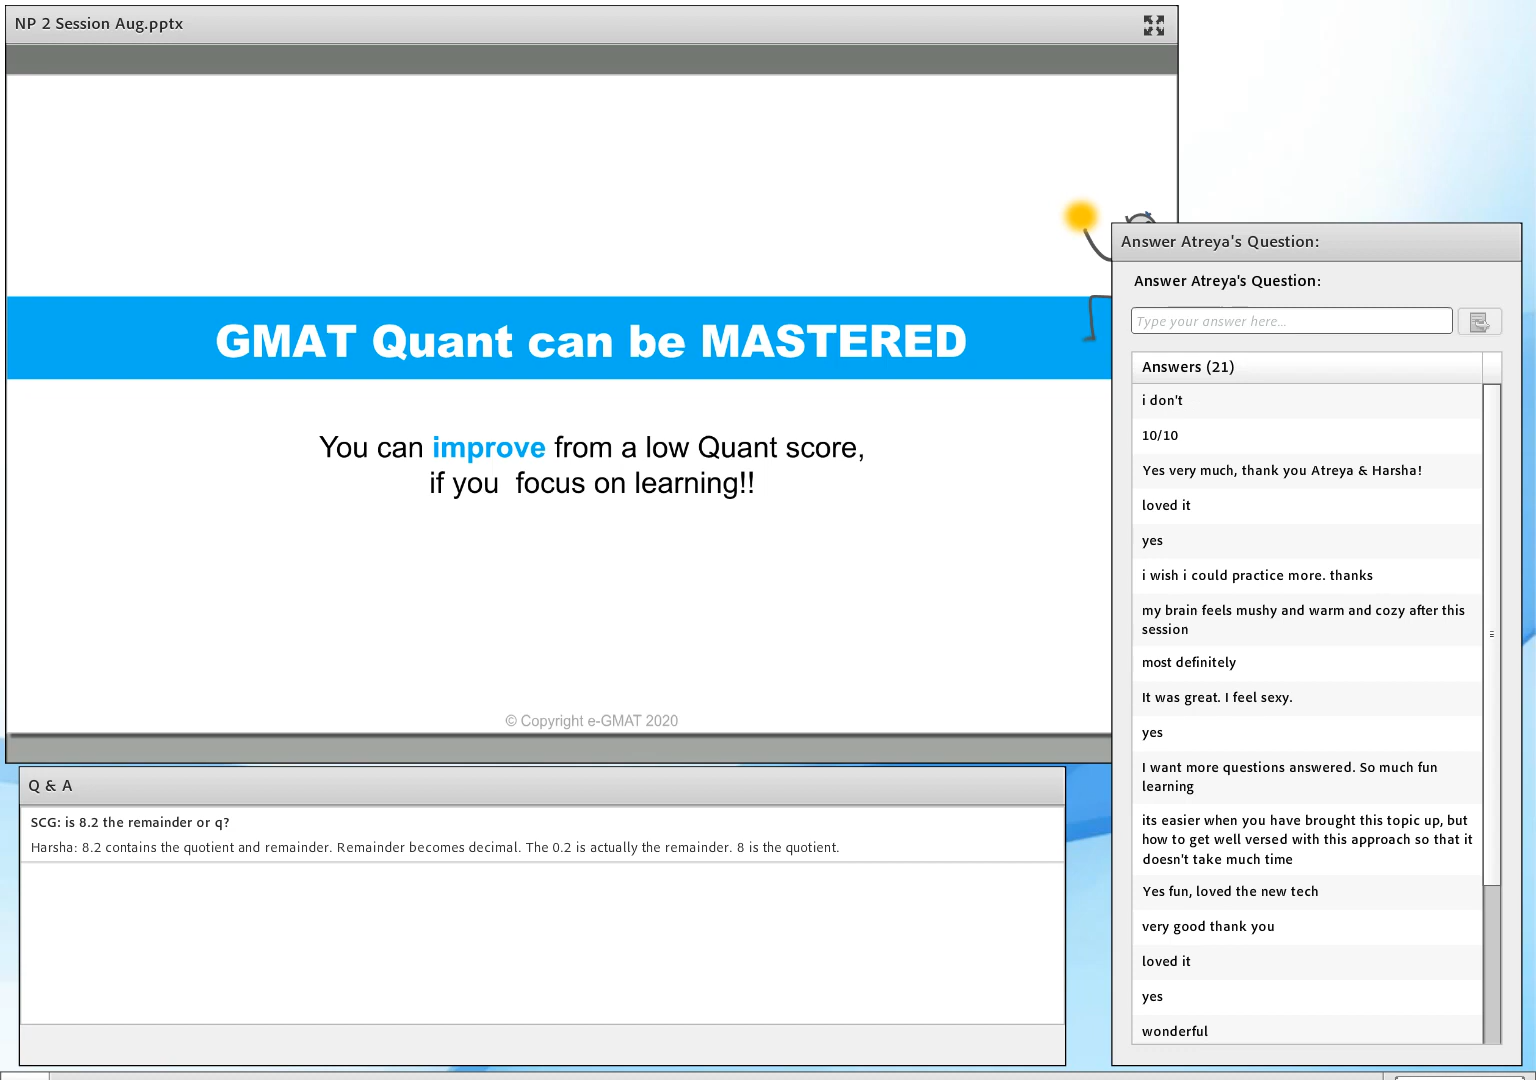 NP 2 Session Aug.pptx
GMAT Quant can be MASTERED
You can improve from a low Quant score,
if you focus on learning!!
© Copyright e-GMAT 2020
Q & A
SCG: is 8.2 the remainder or q?
Harsha: 8.2 contains the quotient and remainder. Remainder becomes decimal. The 0.2 is actually the remainder. 8 is the quotient.
Answer Atreya's Question:
Answer Atreya's Question:
Type your answer here...
Answers (21)
i don't
10/10
Yes very much, thank you Atreya & Harsha!
loved it
yes
i wish i could practice more. thanks
my brain feels mushy and warm and cozy after this
session
most definitely
It was great. I feel sexy.
yes
I want more questions answered. So much fun
learning
its easier when you have brought this topic up, but
how to get well versed with this approach so that it
doesn't take much time
Yes fun, loved the new tech
very good thank you
loved it
yes
wonderful